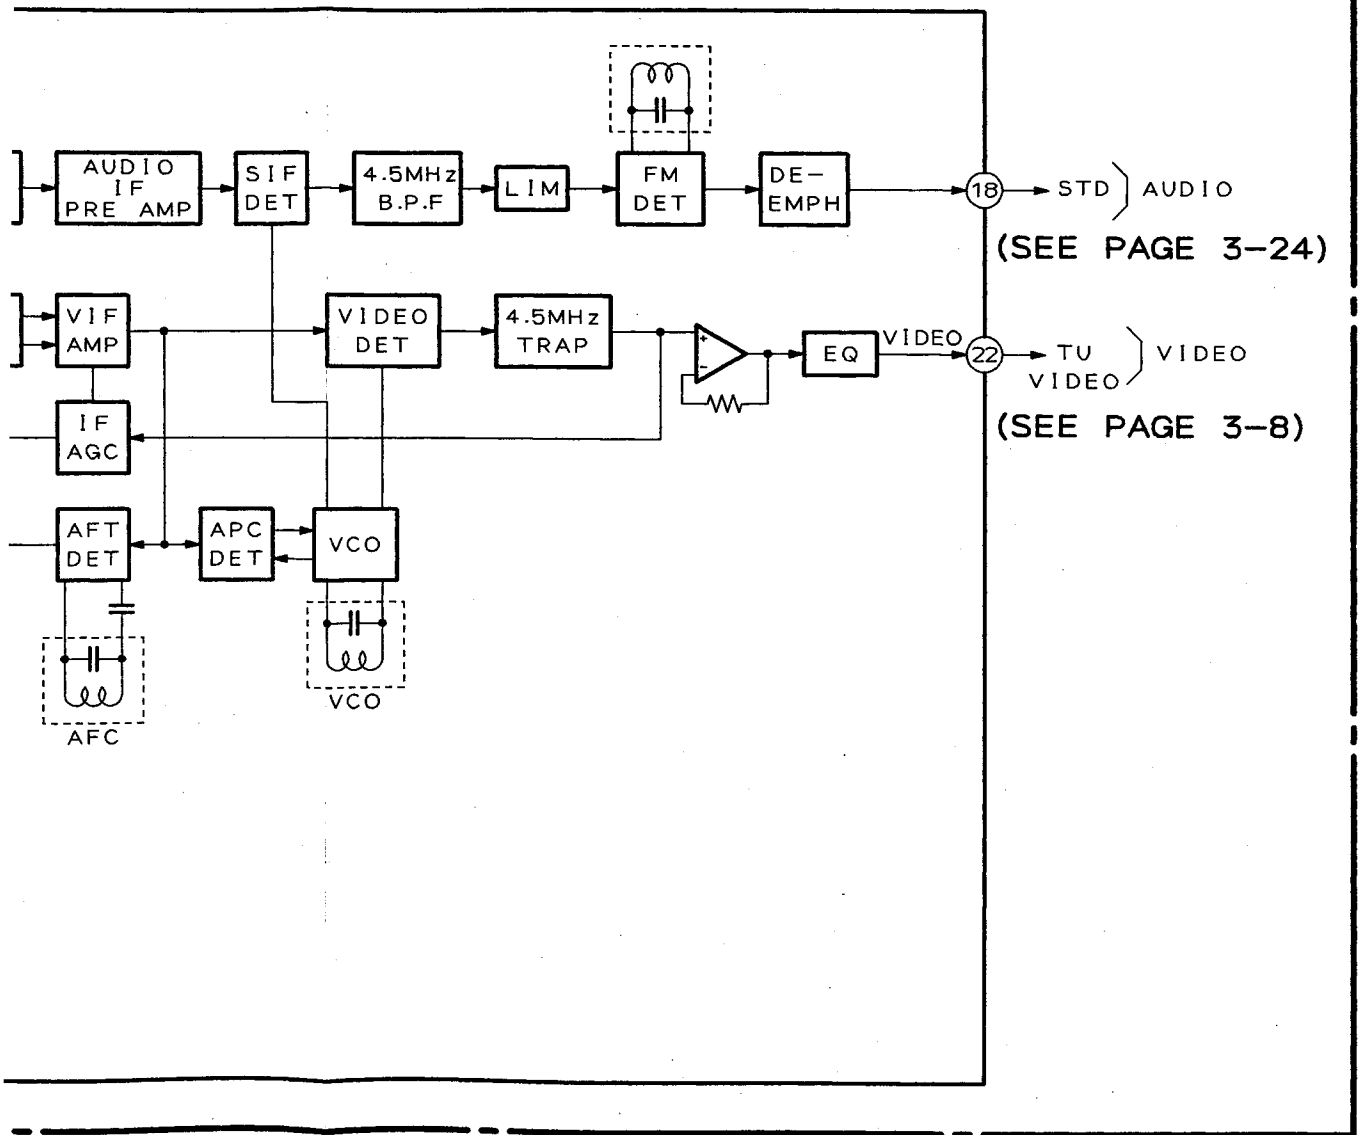 AUDIO
IF
PRE AMP
SIF
DET
4.5MHz
B.P.F
LIM
FM
DET
DE-
EMPH
18
STD
AUDIO
(SEE PAGE 3-24)
VIF
AMP
VIDEO
DET
4.5MHz
TRAP
+
-
EQ
VIDEO
22
TU
VIDEO
VIDEO
(SEE PAGE 3-8)
IF
AGC
AFT
DET
APC
DET
VCO
VCO
AFC